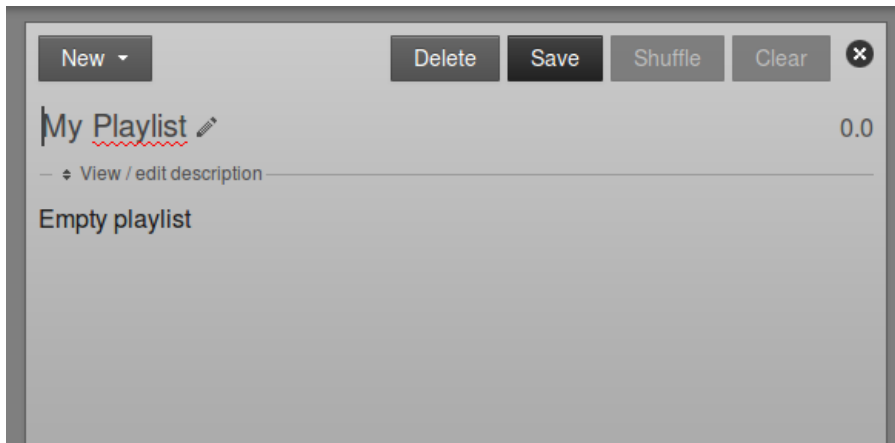 New Delete Save Shuffle Clear
My Playlist 0.0
View / edit description
Empty playlist